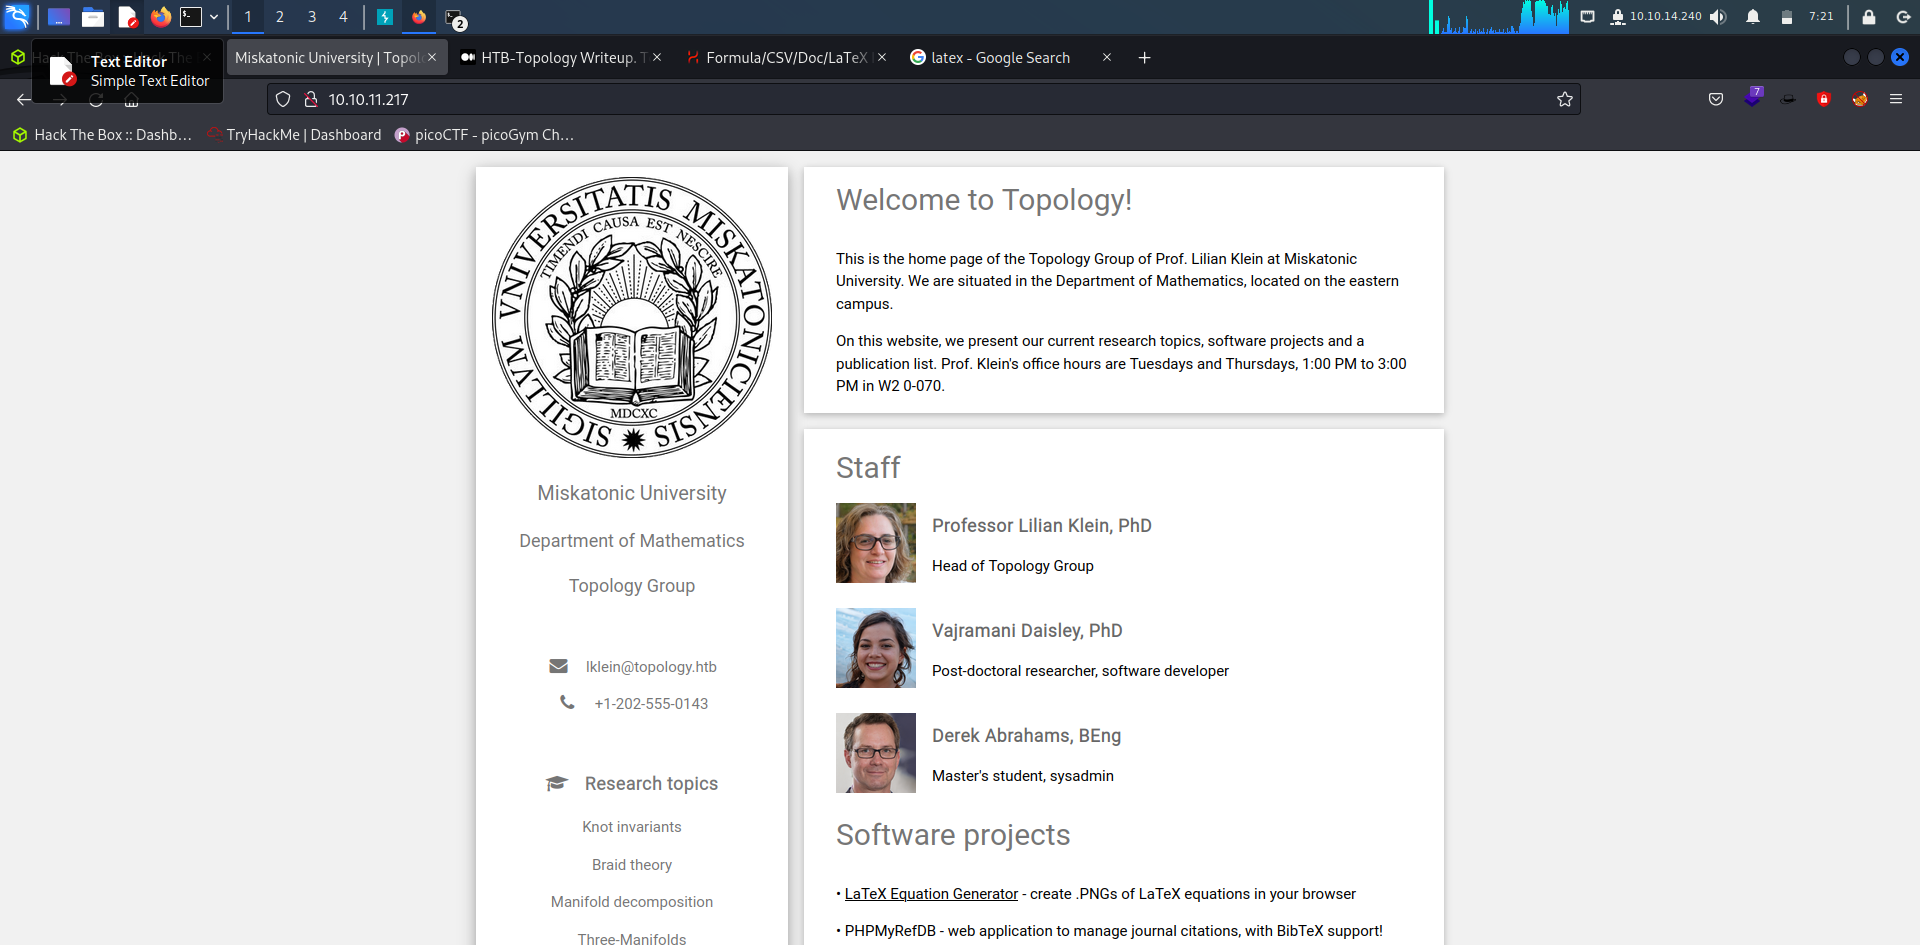 1 2 3 4 2 10.10.14.240 7:21
Text Editor
Simple Text Editor
Miskatonic University | Topol
HTB-Topology Writeup. T
Formula/CSV/Doc/LaTeX
latex - Google Search
10.10.11.217
7
Hack The Box :: Dashb…
TryHackMe | Dashboard
picoCTF - picoGym Ch…
SIGILLVM VNIVERSITATIS MISKATONICIENSIS
TIMENDI CAUSA EST NESCIRE
MDCXC
Miskatonic University
Department of Mathematics
Topology Group
lklein@topology.htb
+1-202-555-0143
Research topics
Knot invariants
Braid theory
Manifold decomposition
Three-Manifolds
Welcome to Topology!
This is the home page of the Topology Group of Prof. Lilian Klein at Miskatonic
University. We are situated in the Department of Mathematics, located on the eastern
campus.
On this website, we present our current research topics, software projects and a
publication list. Prof. Klein's office hours are Tuesdays and Thursdays, 1:00 PM to 3:00
PM in W2 0-070.
Staff
Professor Lilian Klein, PhD
Head of Topology Group
Vajramani Daisley, PhD
Post-doctoral researcher, software developer
Derek Abrahams, BEng
Master's student, sysadmin
Software projects
• LaTeX Equation Generator - create .PNGs of LaTeX equations in your browser
• PHPMyRefDB - web application to manage journal citations, with BibTeX support!